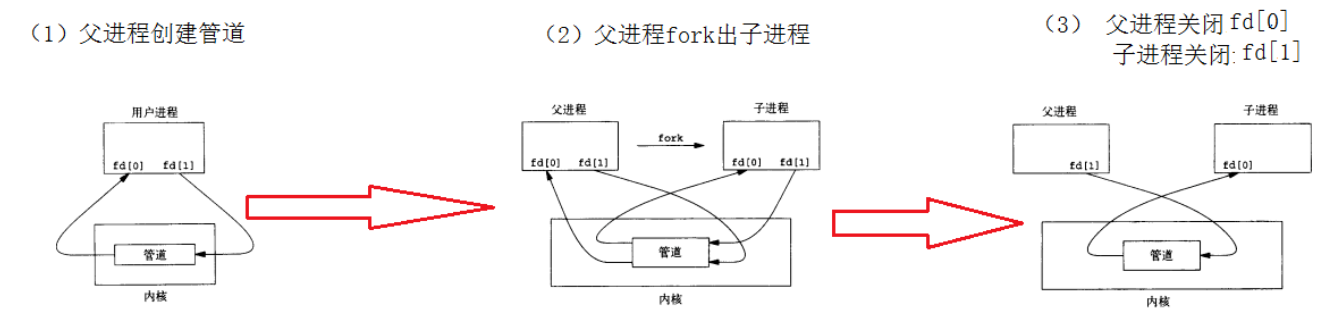 （1）父进程创建管道
用户进程
fd[0] fd[1]
管道
内核
（2）父进程fork出子进程
父进程 子进程
fork
fd[0] fd[1] fd[0] fd[1]
管道
内核
（3） 父进程关闭fd[0]
子进程关闭:fd[1]
父进程 子进程
fd[1] fd[0]
管道
内核